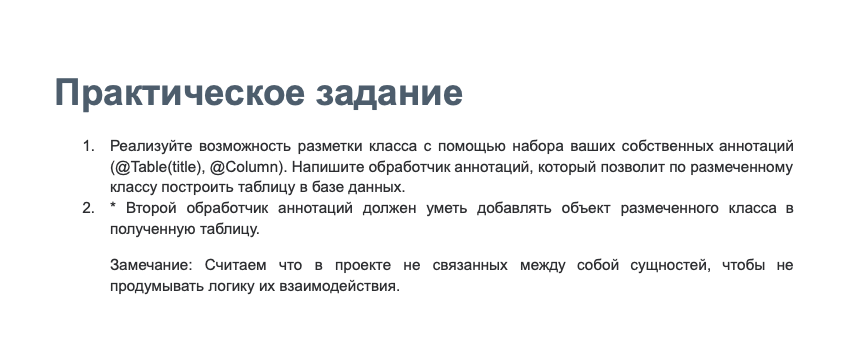 Практическое задание
1. Реализуйте возможность разметки класса с помощью набора ваших собственных аннотаций
(@Table(title), @Column). Напишите обработчик аннотаций, который позволит по размеченному
классу построить таблицу в базе данных.
2. * Второй обработчик аннотаций должен уметь добавлять объект размеченного класса в
полученную таблицу.
Замечание: Считаем что в проекте не связанных между собой сущностей, чтобы не
продумывать логику их взаимодействия.